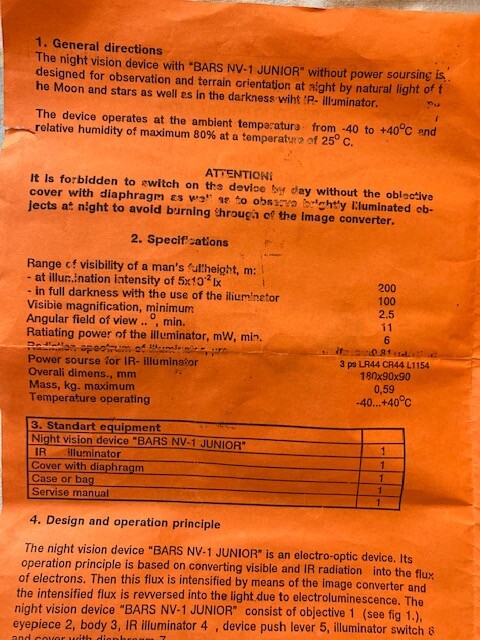 1. General directions
The night vision device with "BARS NV-1 JUNIOR" without power soursing is
designed for observation and terrain orientation at night by natural light of t
he Moon and stars as well as in the darkness wiht IR- illuminator.
The device operates at the ambient temperature from -40 to +40°C and
relative humidity of maximum 80% at a temperature of 25° C.
ATTENTION!
It is forbidden to switch on the device by day without the objective
cover with diaphragm as well as to observe brightly illuminated ob-
jects at night to avoid burning through of the image converter.
2. Specifications
Range of visibility of a man's fullheight, m:
- at illumination intensity of 5x10⁻² lx 200
- in full darkness with the use of the illuminator 100
Visible magnification, minimum 2.5
Angular field of view .. °, min. 11
Ratiating power of the illuminator, mW, min. 6
Radiation spectrum of
Power sourse for IR- illuminator 3 ps LR44 CR44 L1154
Overall dimens., mm 180x90x90
Mass, kg. maximum 0,59
Temperature operating -40...+40°C
3. Standart equipment
Night vision device "BARS NV-1 JUNIOR" 1
IR illuminator 1
Cover with diaphragm 1
Case or bag 1
Servise manual 1
4. Design and operation principle
The night vision device "BARS NV-1 JUNIOR" is an electro-optic device. Its
operation principle is based on converting visible and IR radiation into the flux
of electrons. Then this flux is intensified by means of the image converter and
the intensified flux is revversed into the light due to electroluminescence. The
night vision device "BARS NV-1 JUNIOR" consist of objective 1 (see fig 1.),
eyepiece 2, body 3, IR illuminator 4 , device push lever 5, illuminator switch 6
and cover with diaphragm 7